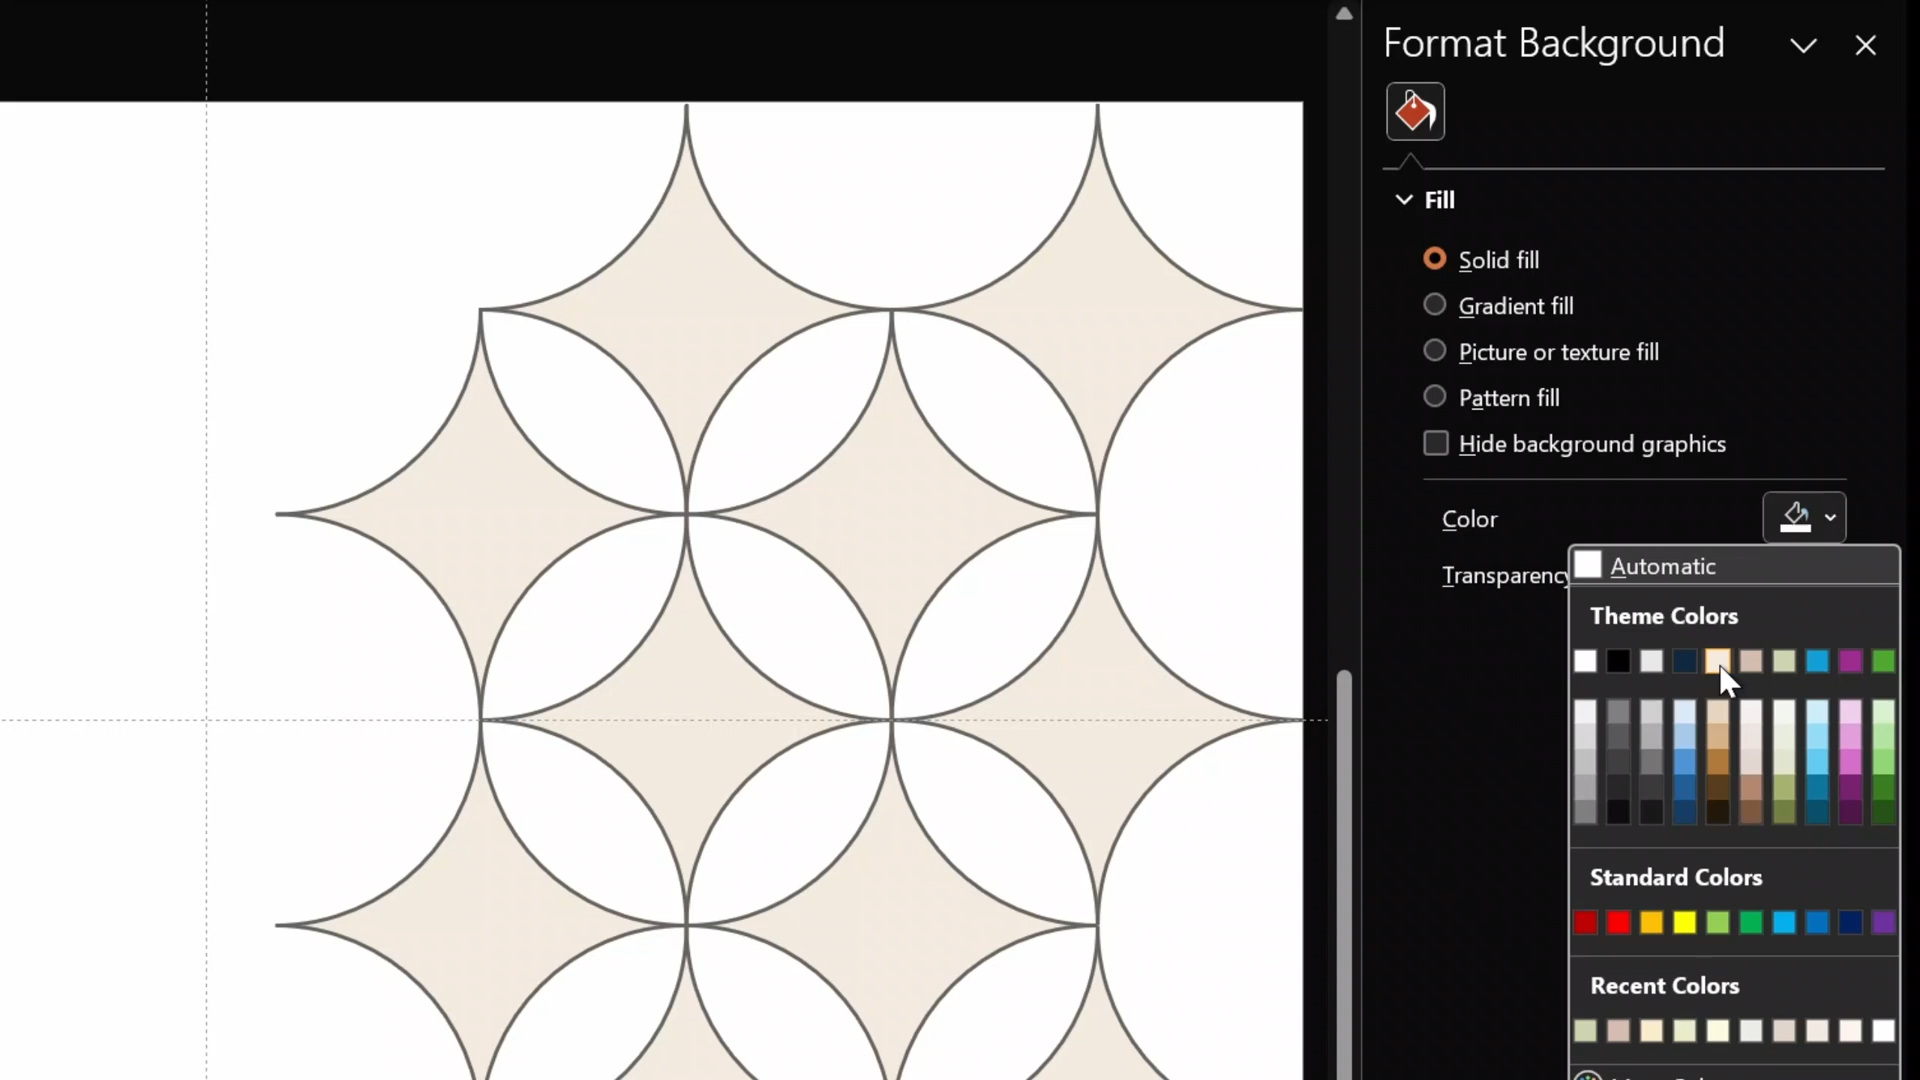 Format Background
Fill
Solid fill
Gradient fill
Picture or texture fill
Pattern fill
Hide background graphics
Color
Transparency
Automatic
Theme Colors
Standard Colors
Recent Colors